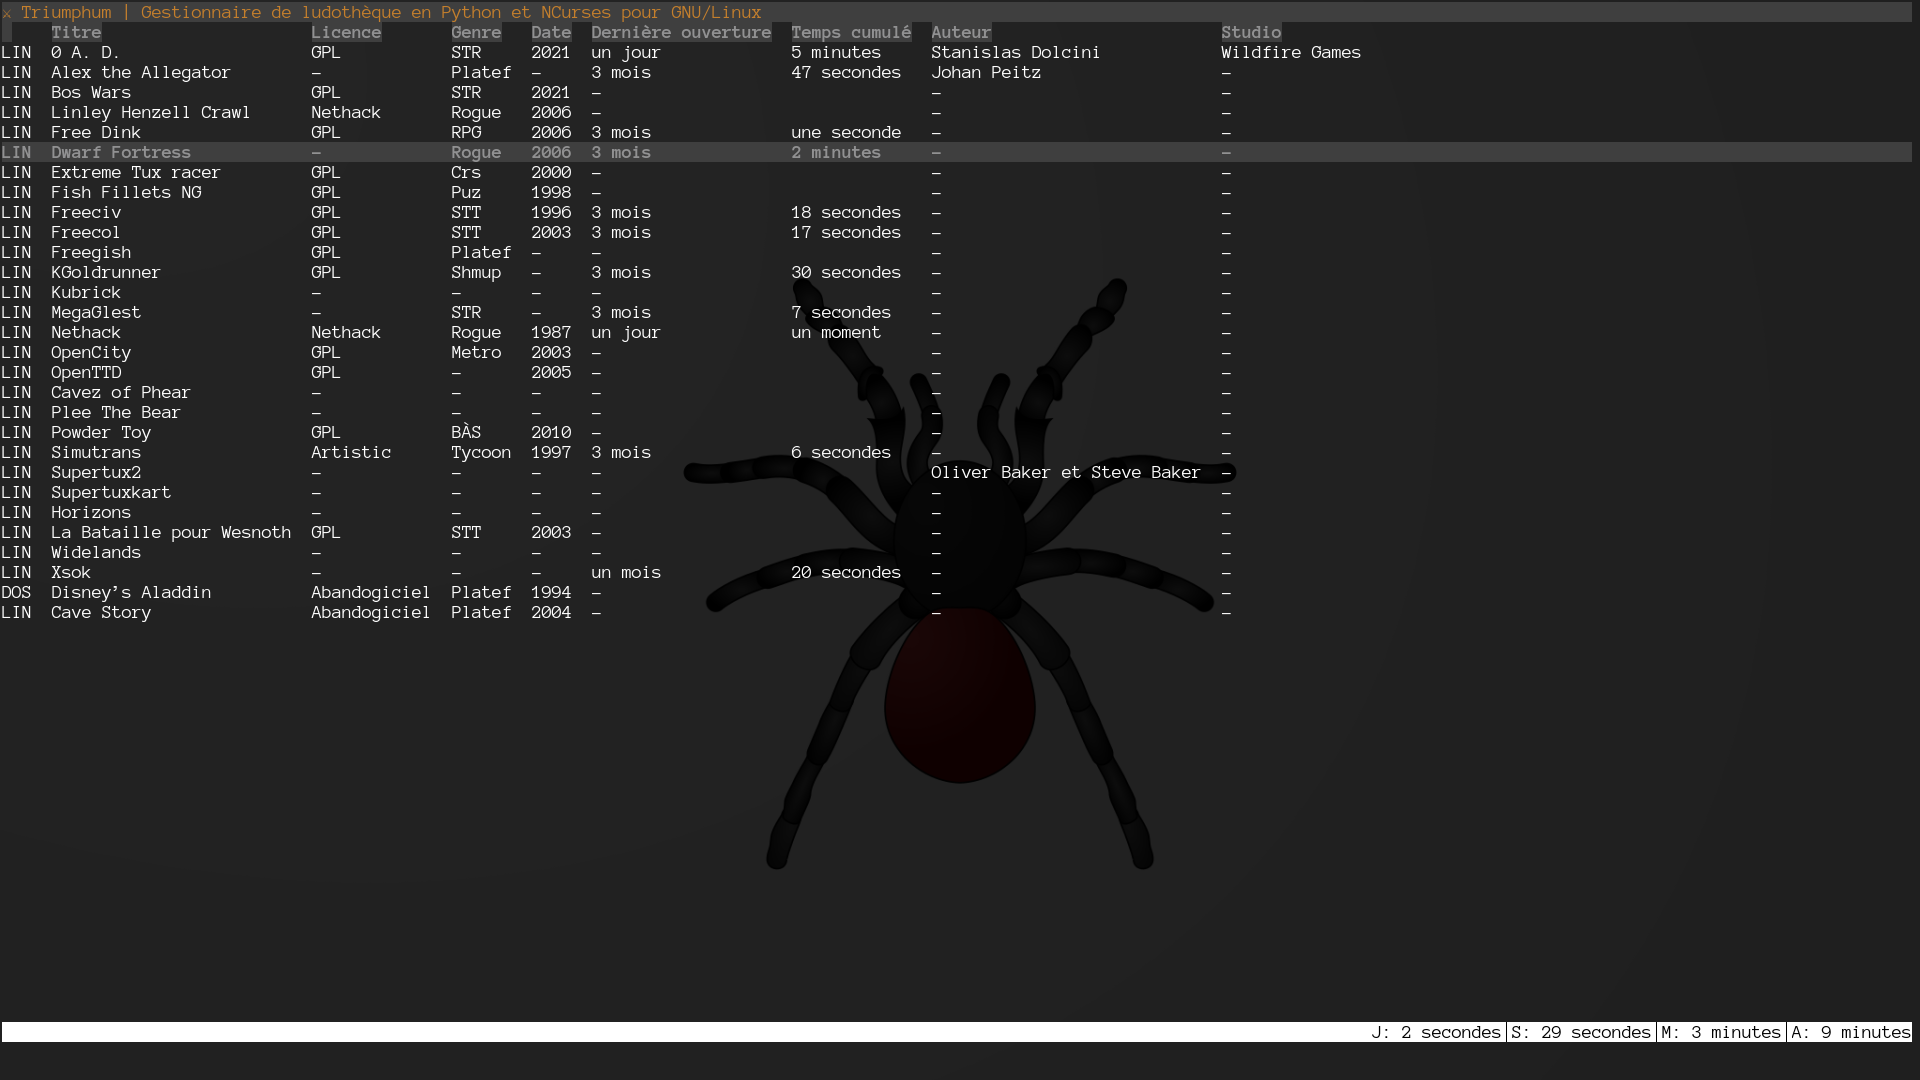 × Triumphum | Gestionnaire de ludothèque en Python et NCurses pour GNU/Linux
Titre Licence Genre Date Dernière ouverture Temps cumulé Auteur Studio
LIN 0 A. D. GPL STR 2021 un jour 5 minutes Stanislas Dolcini Wildfire Games
LIN Alex the Allegator – Platef – 3 mois 47 secondes Johan Peitz –
LIN Bos Wars GPL STR 2021 – – –
LIN Linley Henzell Crawl Nethack Rogue 2006 – – –
LIN Free Dink GPL RPG 2006 3 mois une seconde – –
LIN Dwarf Fortress – Rogue 2006 3 mois 2 minutes – –
LIN Extreme Tux racer GPL Crs 2000 – – –
LIN Fish Fillets NG GPL Puz 1998 – – –
LIN Freeciv GPL STT 1996 3 mois 18 secondes – –
LIN Freecol GPL STT 2003 3 mois 17 secondes – –
LIN Freegish GPL Platef – – – –
LIN KGoldrunner GPL Shmup – 3 mois 30 secondes – –
LIN Kubrick – – – – – –
LIN MegaGlest – STR – 3 mois 7 secondes – –
LIN Nethack Nethack Rogue 1987 un jour un moment – –
LIN OpenCity GPL Metro 2003 – – –
LIN OpenTTD GPL – 2005 – – –
LIN Cavez of Phear – – – – – –
LIN Plee The Bear – – – – – –
LIN Powder Toy GPL BÀS 2010 – – –
LIN Simutrans Artistic Tycoon 1997 3 mois 6 secondes – –
LIN Supertux2 – – – – Oliver Baker et Steve Baker –
LIN Supertuxkart – – – – – –
LIN Horizons – – – – – –
LIN La Bataille pour Wesnoth GPL STT 2003 – – –
LIN Widelands – – – – – –
LIN Xsok – – – un mois 20 secondes – –
DOS Disney’s Aladdin Abandogiciel Platef 1994 – – –
LIN Cave Story Abandogiciel Platef 2004 – – –
J: 2 secondes│S: 29 secondes│M: 3 minutes│A: 9 minutes